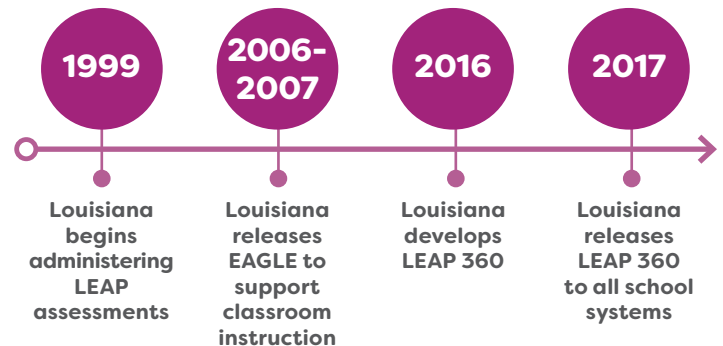 1999
2006-
2007
2016
2017
Louisiana
begins
administering
LEAP
assessments
Louisiana
releases
EAGLE to
support
classroom
instruction
Louisiana
develops
LEAP 360
Louisiana
releases
LEAP 360
to all school
systems